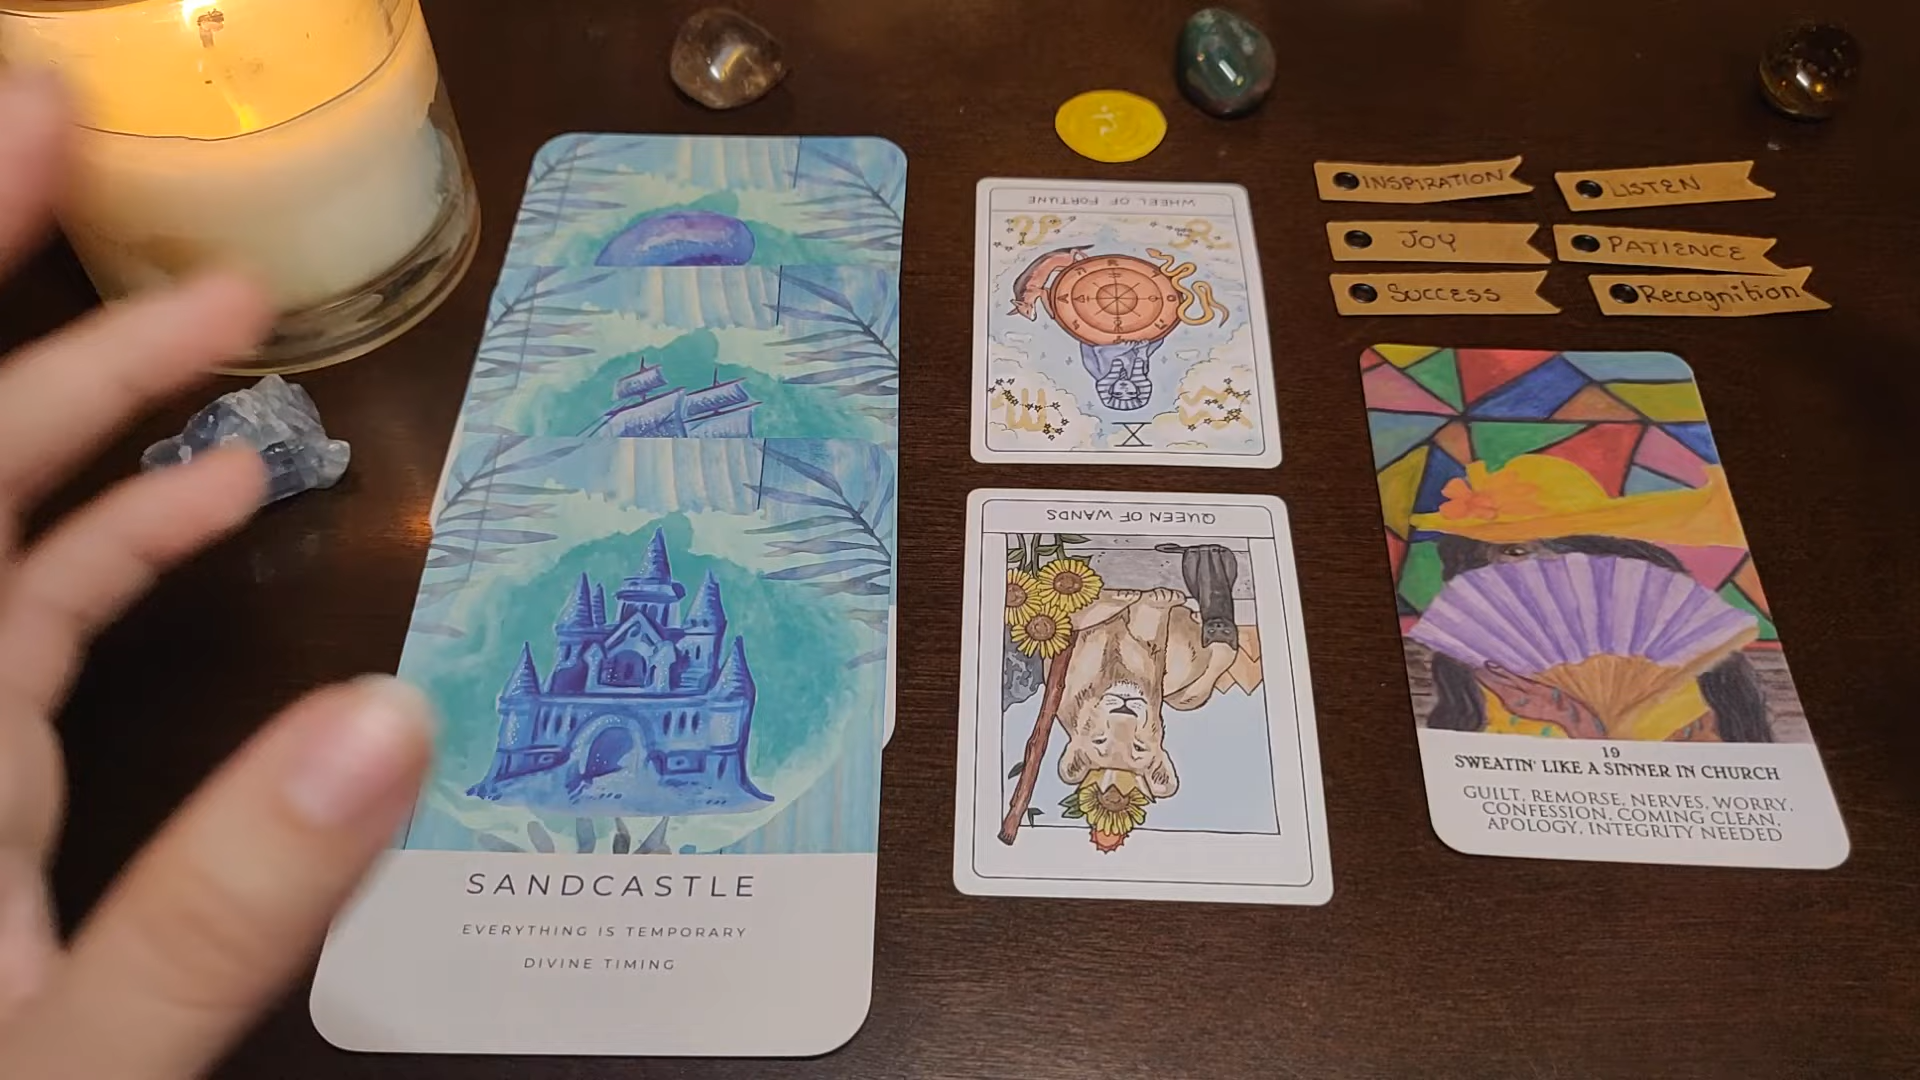 SANDCASTLE
EVERYTHING IS TEMPORARY
DIVINE TIMING
WHEEL OF FORTUNE
X
QUEEN OF WANDS
INSPIRATION
LISTEN
JOY
PATIENCE
SUCCESS
Recognition
19
SWEATIN' LIKE A SINNER IN CHURCH
GUILT, REMORSE, NERVES, WORRY,
CONFESSION, COMING CLEAN,
APOLOGY, INTEGRITY NEEDED